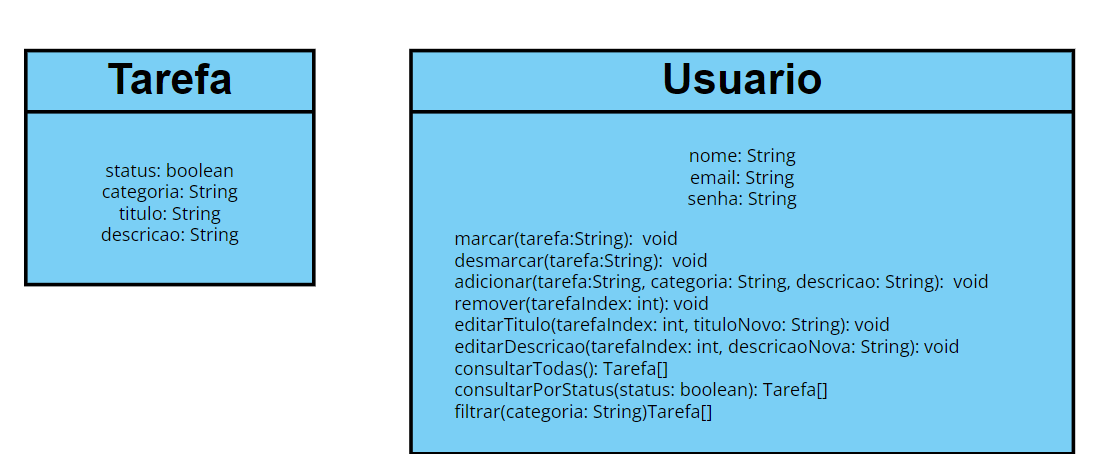 Tarefa
status: boolean
categoria: String
titulo: String
descricao: String
Usuario
nome: String
email: String
senha: String
marcar(tarefa:String):  void
desmarcar(tarefa:String):  void
adicionar(tarefa:String, categoria: String, descricao: String):  void
remover(tarefaIndex: int): void
editarTitulo(tarefaIndex: int, tituloNovo: String): void
editarDescricao(tarefaIndex: int, descricaoNova: String): void
consultarTodas(): Tarefa[]
consultarPorStatus(status: boolean): Tarefa[]
filtrar(categoria: String)Tarefa[]